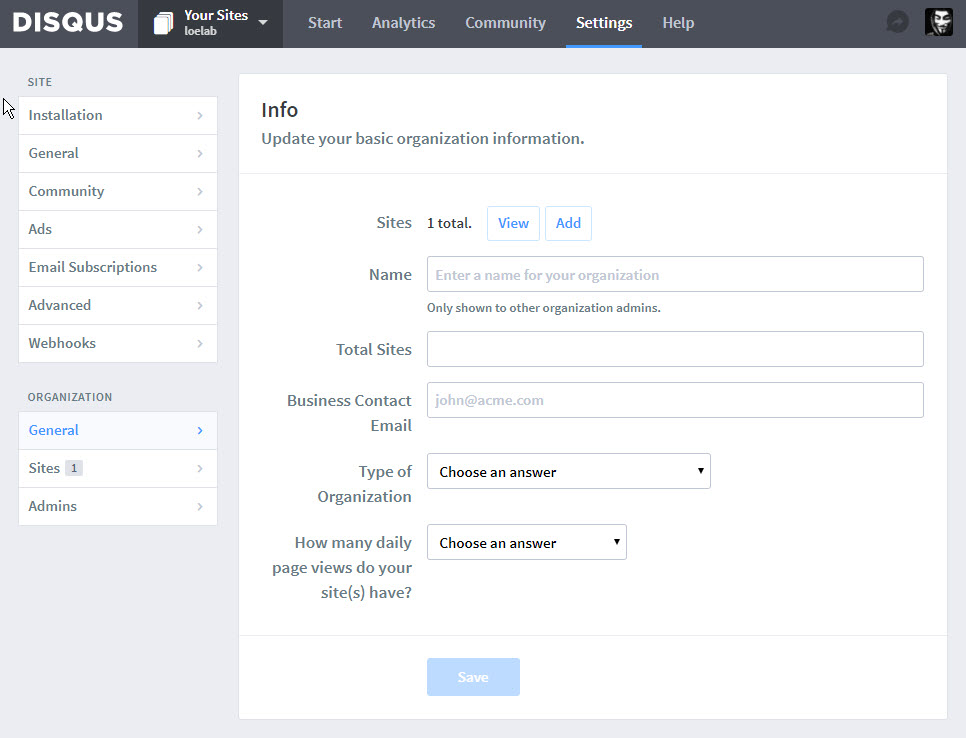 DISQUS
Your Sites
loelab
Start Analytics Community Settings Help
SITE
Installation
General
Community
Ads
Email Subscriptions
Advanced
Webhooks
ORGANIZATION
General
Sites 1
Admins
Info
Update your basic organization information.
Sites 1 total. View Add
Name Enter a name for your organization
Only shown to other organization admins.
Total Sites
Business Contact
Email
john@acme.com
Type of
Organization
Choose an answer
How many daily
page views do your
site(s) have?
Choose an answer
Save